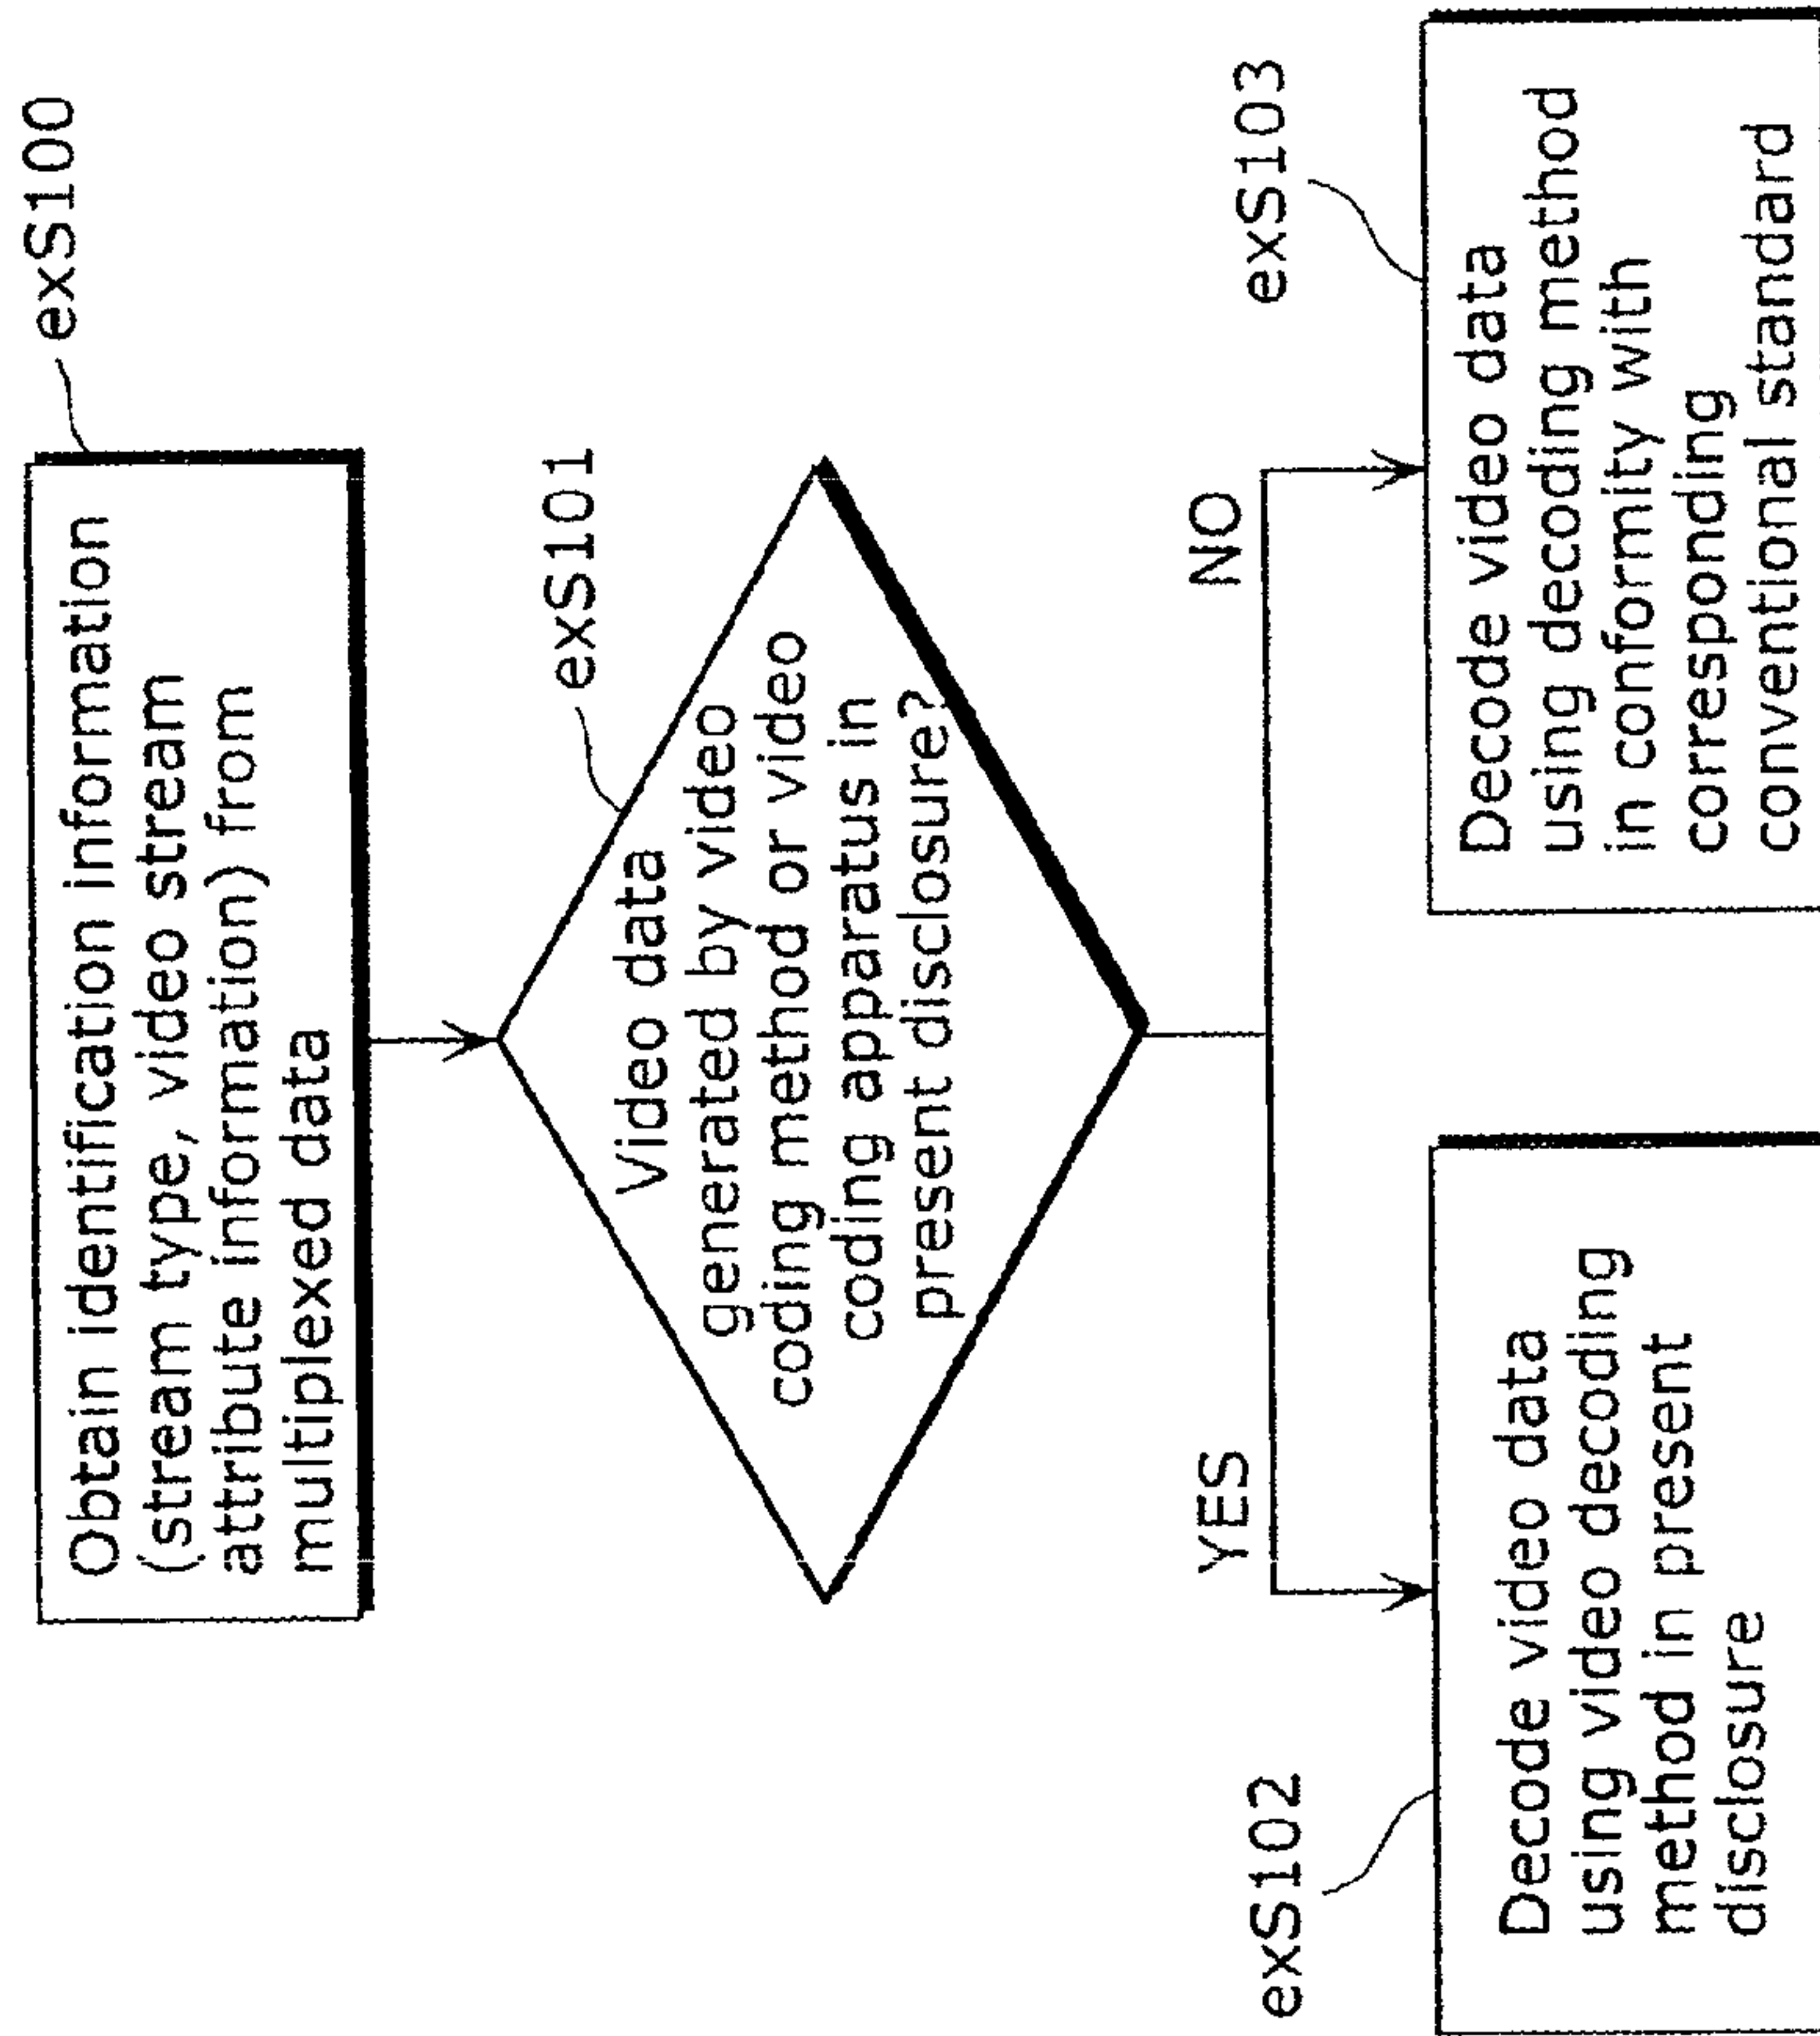 exS100
Obtain identification information
(stream type, video stream
attribute information) from
multiplexed data
exS101
Video data
generated by video
coding method or video
coding apparatus in
present disclosure?
YES
NO
exS102
Decode video data
using video decoding
method in present
disclosure
exS103
Decode video data
using decoding method
in conformity with
corresponding
conventional standard